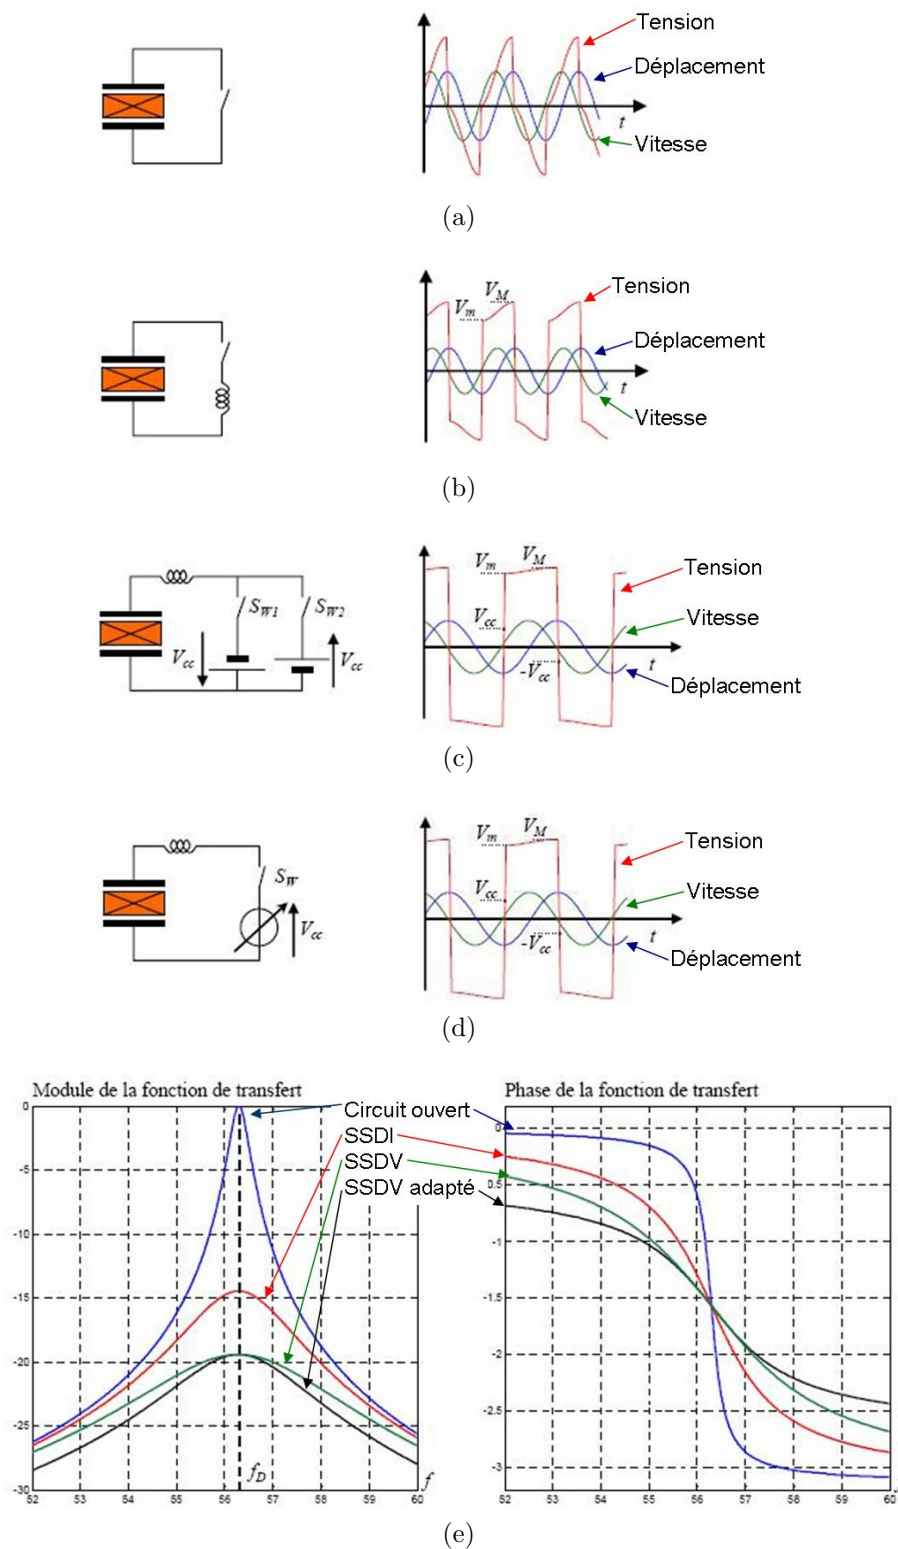 Tension
Déplacement
t
Vitesse
(a)
V_M
V_m
Tension
Déplacement
t
Vitesse
(b)
S_W1
S_W2
V_cc
V_cc
V_m
V_M
Tension
V_cc
Vitesse
-V_cc
t
Déplacement
(c)
S_W
V_cc
V_m
V_M
Tension
V_cc
Vitesse
-V_cc
t
Déplacement
(d)
Module de la fonction de transfert
Phase de la fonction de transfert
Circuit ouvert
SSDI
SSDV
SSDV adapté
0
-5
-10
-15
-20
-25
-30
52
53
54
55
56
57
58
59
60
f_D
f
0
0.5
-1
-1.5
-2
-2.5
-3
52
53
54
55
56
57
58
59
60
(e)